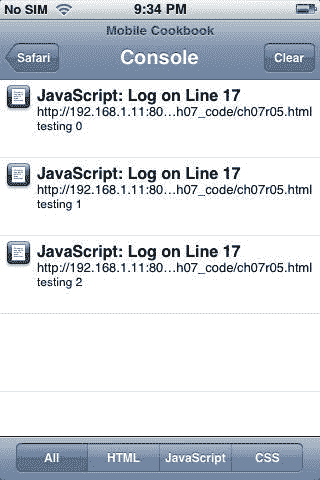 No SIM 9:34 PM
Mobile Cookbook
Safari Console Clear
JavaScript: Log on Line 17
http://192.168.1.11:80...h07_code/ch07r05.html
testing 0
JavaScript: Log on Line 17
http://192.168.1.11:80...h07_code/ch07r05.html
testing 1
JavaScript: Log on Line 17
http://192.168.1.11:80...h07_code/ch07r05.html
testing 2
All HTML JavaScript CSS